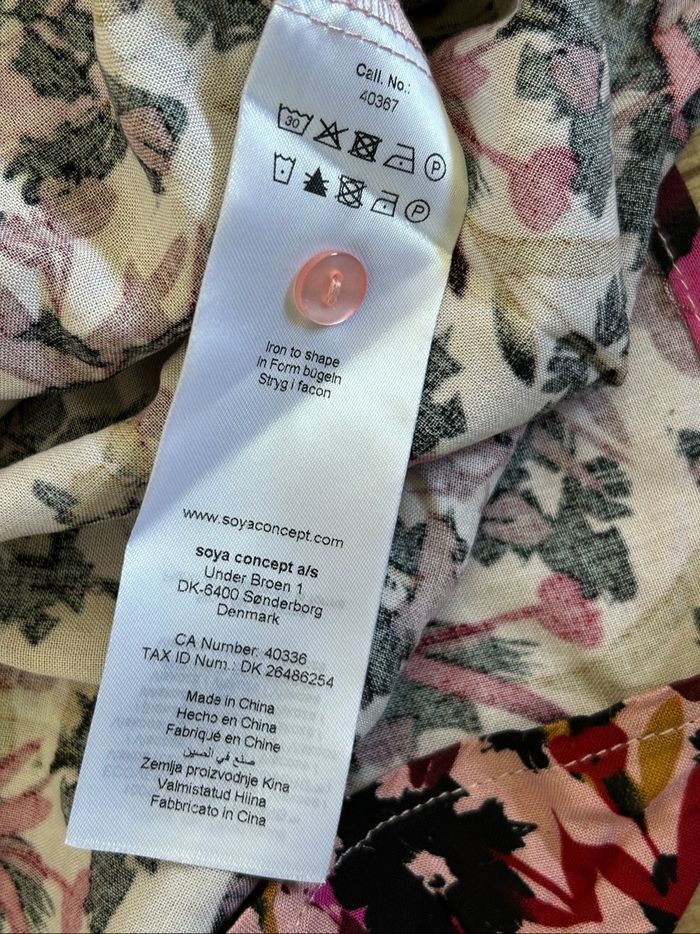 Call. No.:
40367
30
P
P
Iron to shape
In Form bügeln
Stryg i facon
www.soyaconcept.com
soya concept a/s
Under Broen 1
DK-6400 Sønderborg
Denmark
CA Number: 40336
TAX ID Num.: DK 26486254
Made in China
Hecho en China
Fabriqué en Chine
صنع في الصين
Zemlja proizvodnje Kina
Valmistatud Hiina
Fabbricato in Cina